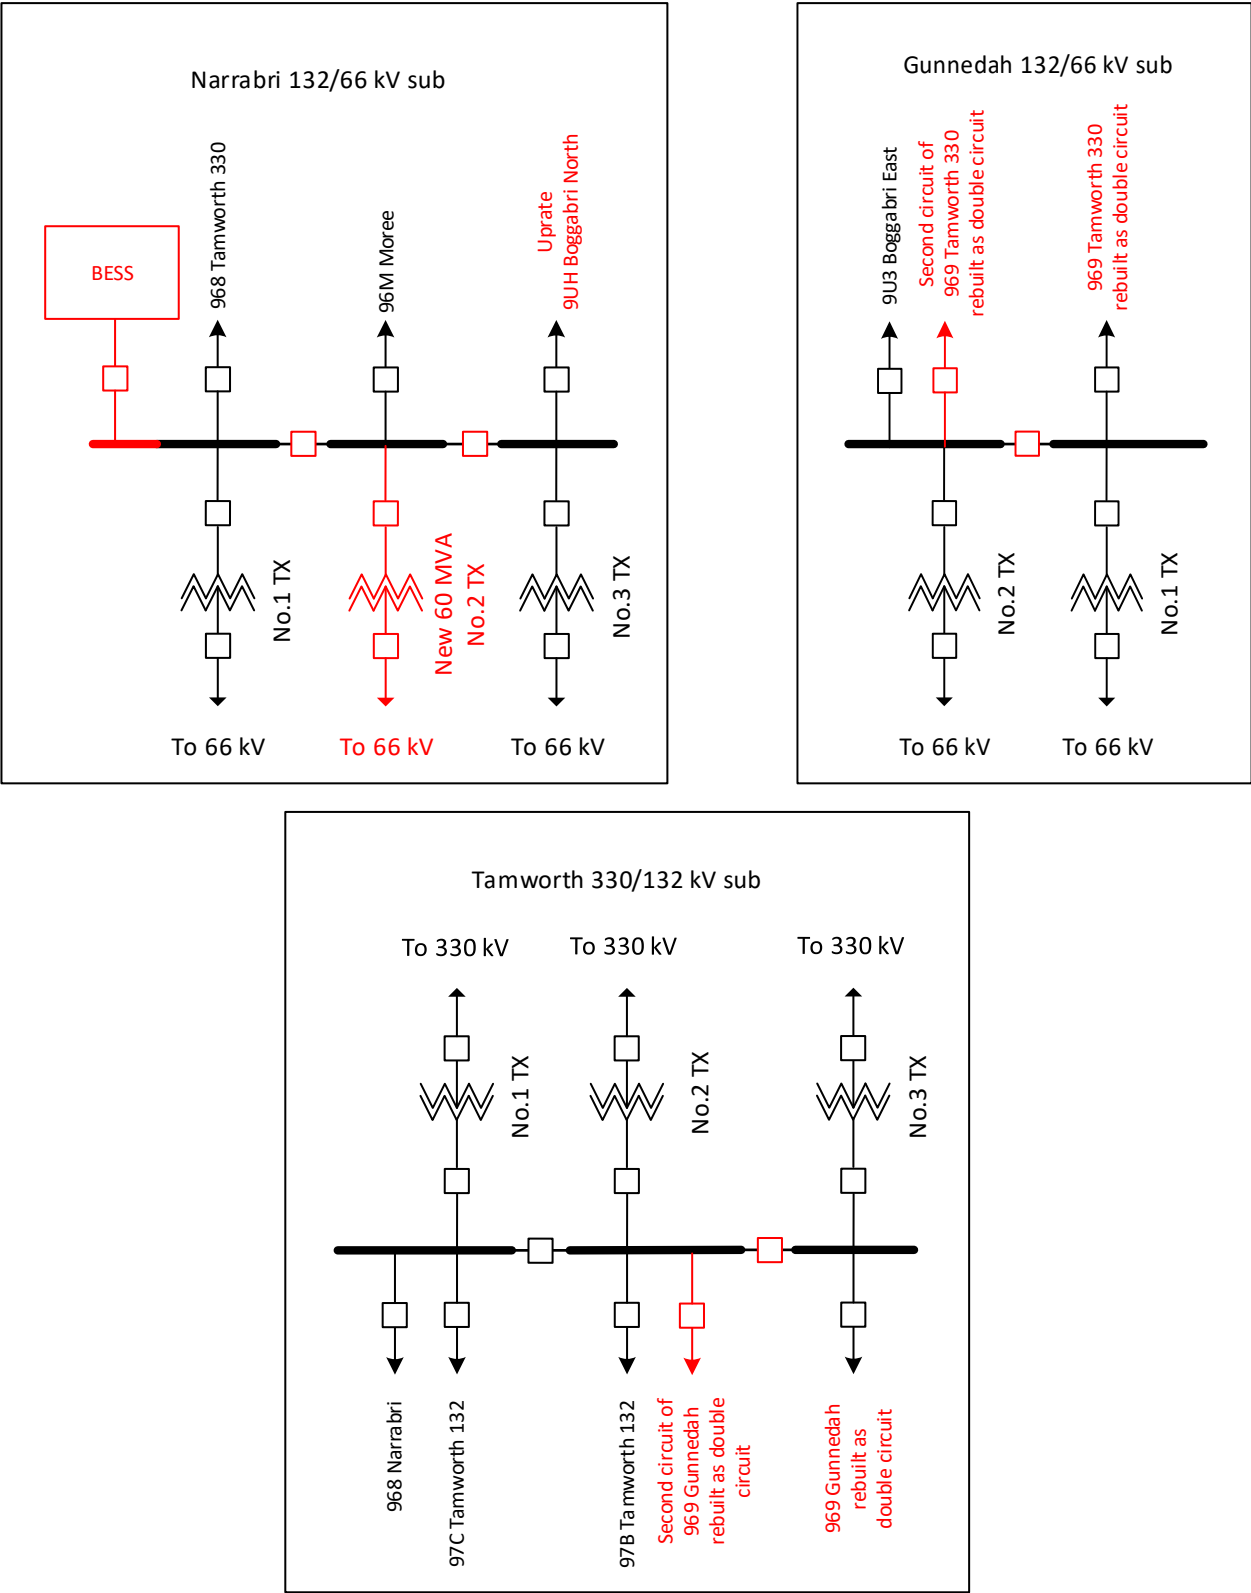 Narrabri 132/66 kV sub
BESS
968 Tamworth 330
96M Moree
Uprate
9UH Boggabri North
No.1 TX
New 60 MVA
No.2 TX
No.3 TX
To 66 kV
To 66 kV
To 66 kV
Gunnedah 132/66 kV sub
9U3 Boggabri East
Second circuit of
969 Tamworth 330
rebuilt as double circuit
969 Tamworth 330
rebuilt as double circuit
No.2 TX
No.1 TX
To 66 kV
To 66 kV
Tamworth 330/132 kV sub
To 330 kV
To 330 kV
To 330 kV
No.1 TX
No.2 TX
No.3 TX
968 Narrabri
97C Tamworth 132
97B Tamworth 132
Second circuit of
969 Gunnedah
rebuilt as double
circuit
969 Gunnedah
rebuilt as
double circuit